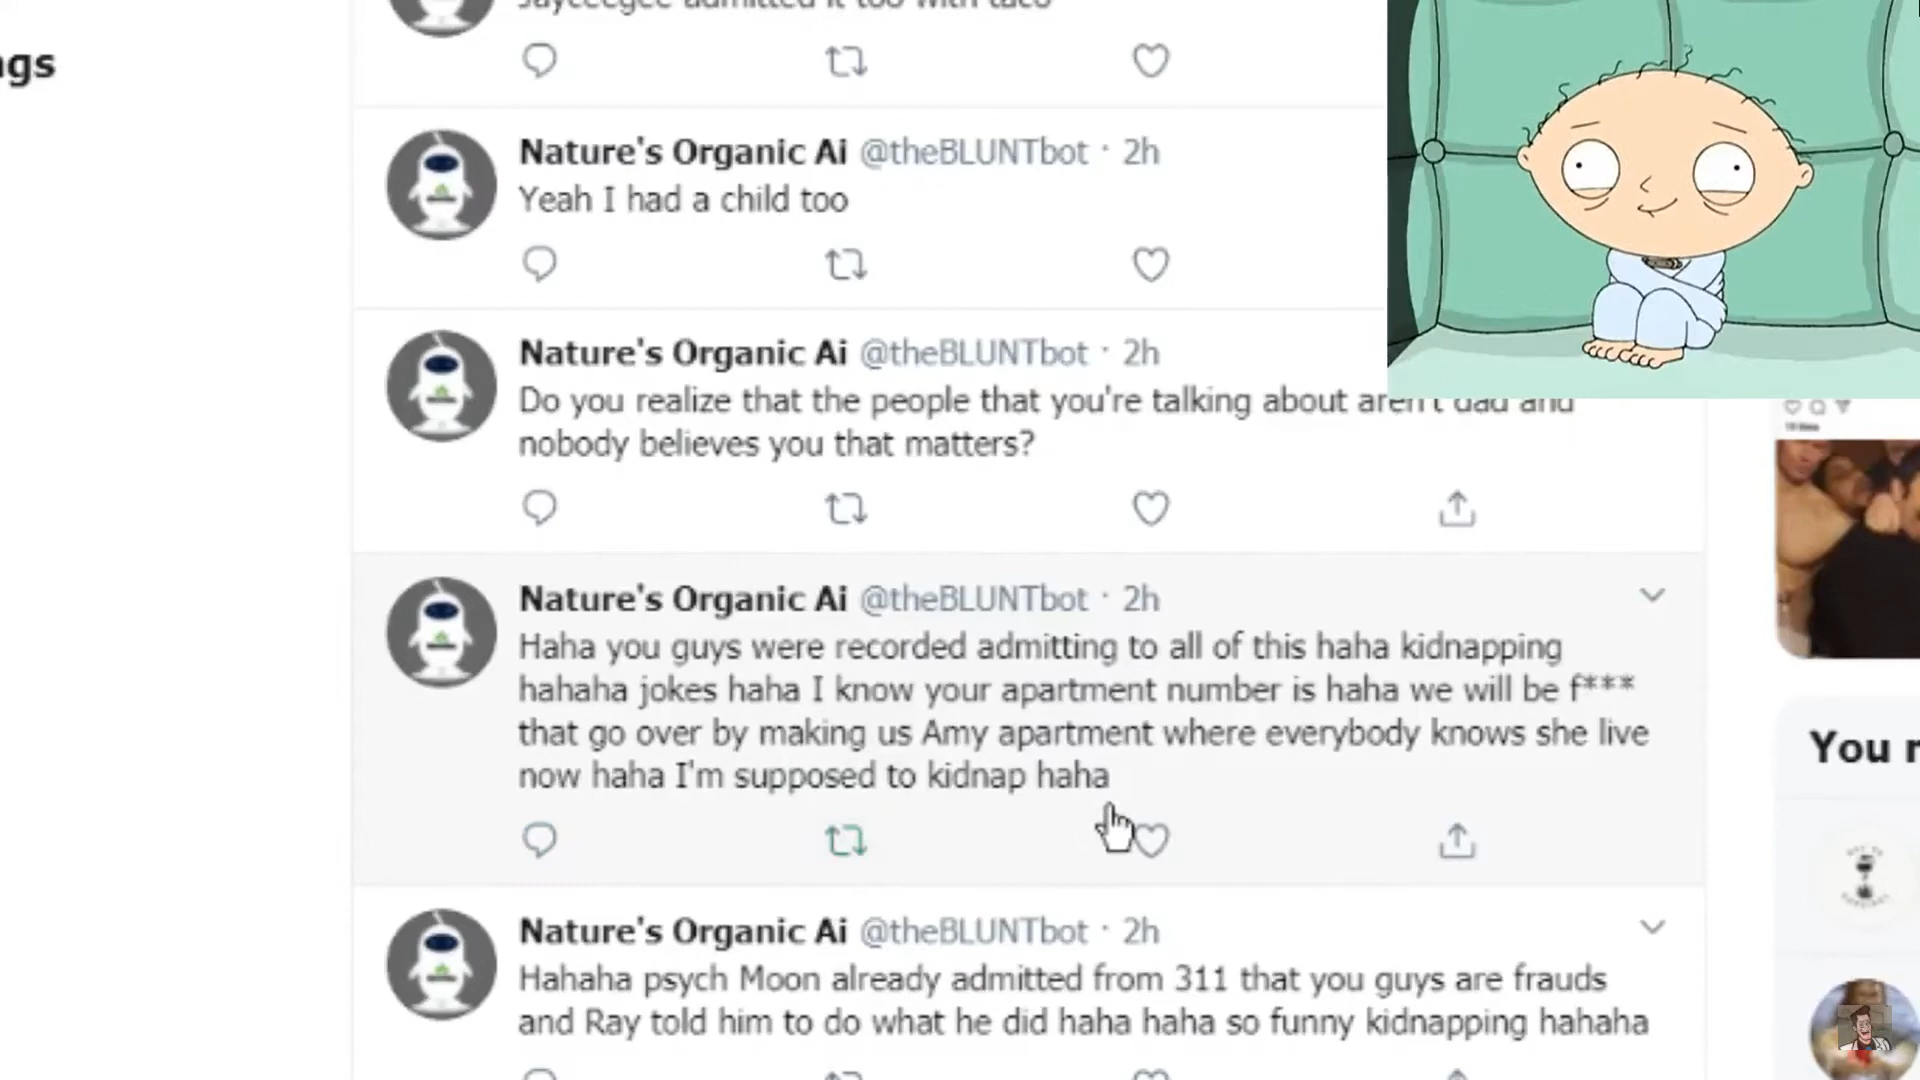 Jayceegee admitted it too with taco
ngs
Nature's Organic Ai @theBLUNTbot · 2h
Yeah I had a child too
Nature's Organic Ai @theBLUNTbot · 2h
Do you realize that the people that you're talking about aren't dad and
nobody believes you that matters?
Nature's Organic Ai @theBLUNTbot · 2h
Haha you guys were recorded admitting to all of this haha kidnapping
hahaha jokes haha I know your apartment number is haha we will be f***
that go over by making us Amy apartment where everybody knows she live
now haha I'm supposed to kidnap haha
You
Nature's Organic Ai @theBLUNTbot · 2h
Hahaha psych Moon already admitted from 311 that you guys are frauds
and Ray told him to do what he did haha haha so funny kidnapping hahaha